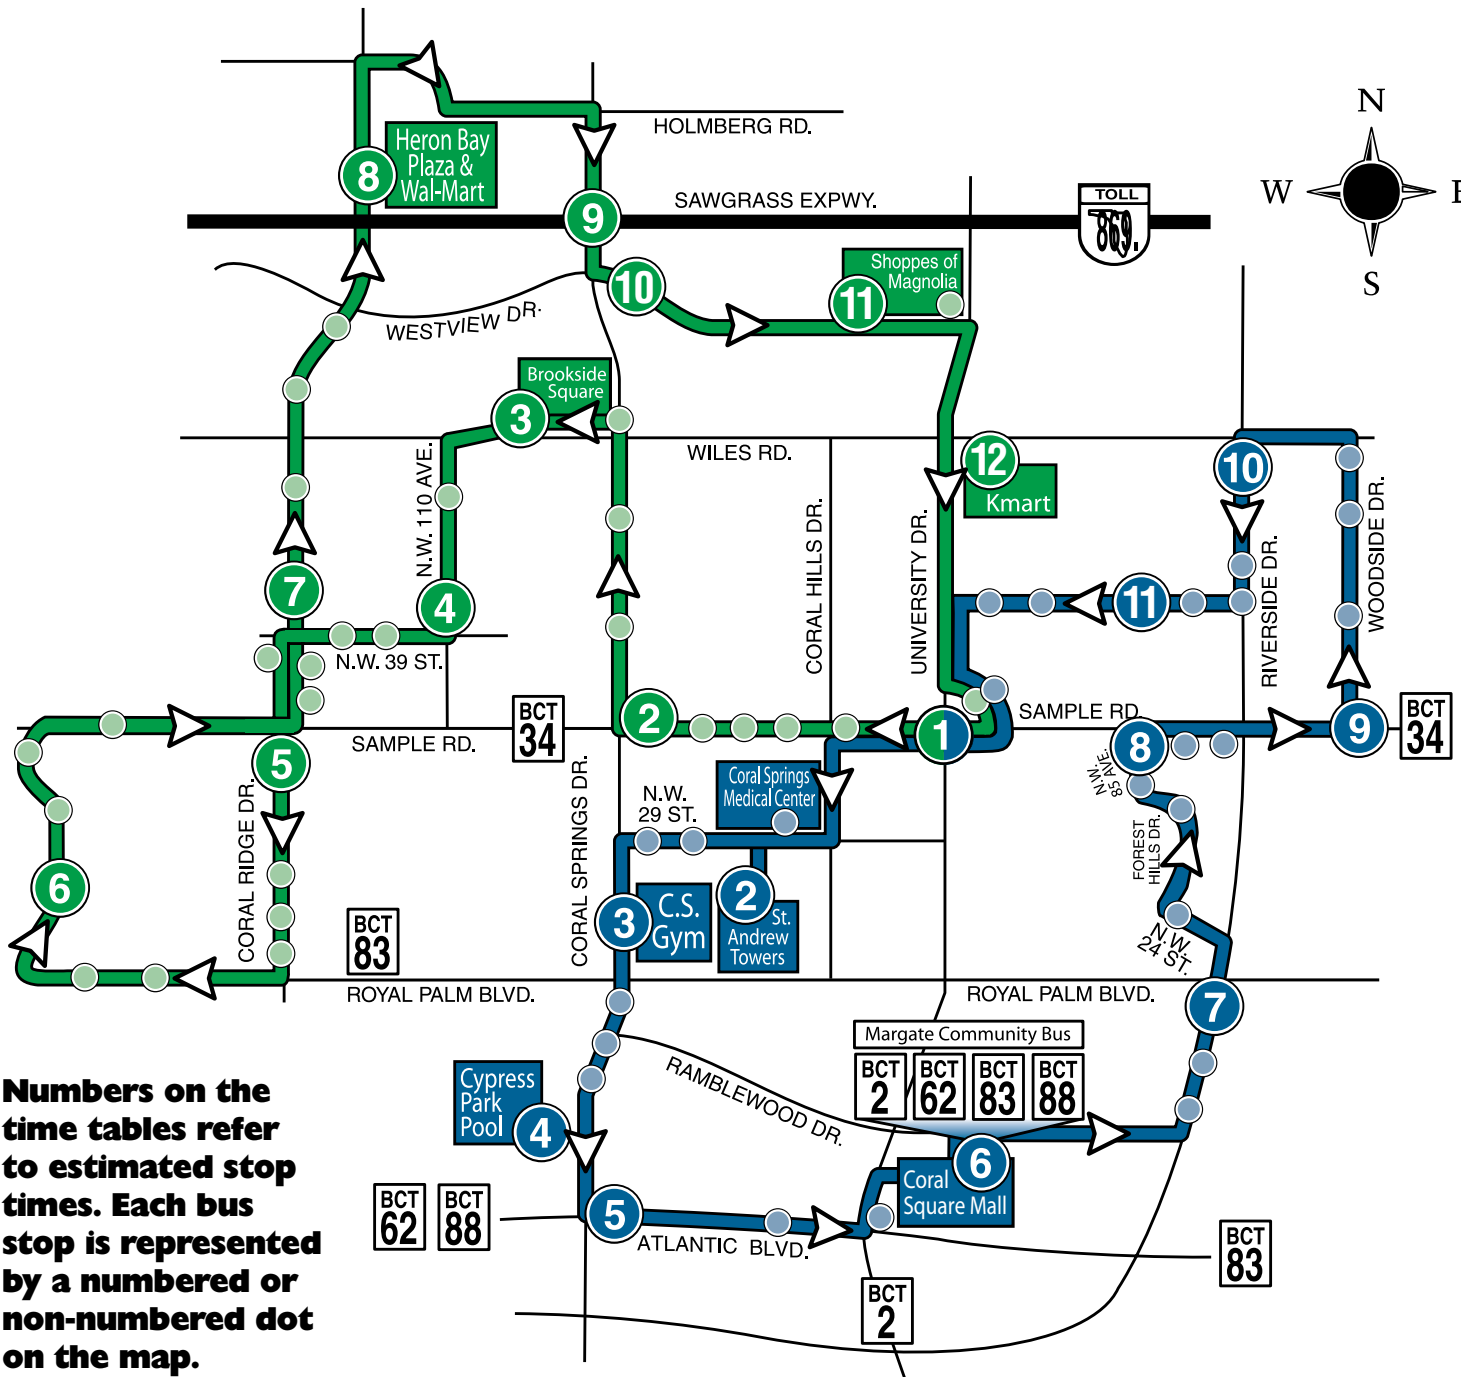 N
W
E
S
HOLMBERG RD.
Heron Bay
Plaza &
Wal-Mart
8
SAWGRASS EXPWY.
TOLL
869.
9
Shoppes of
Magnolia
10
11
WESTVIEW DR.
Brookside
Square
3
WILES RD.
12
Kmart
10
N.W. 110 AVE.
CORAL HILLS DR.
UNIVERSITY DR.
RIVERSIDE DR.
WOODSIDE DR.
7
4
11
N.W. 39 ST.
2
1
SAMPLE RD.
BCT
34
SAMPLE RD.
8
9
BCT
34
5
CORAL RIDGE DR.
CORAL SPRINGS DR.
N.W.
29 ST.
Coral Springs
Medical Center
N.W.
85 AVE.
FOREST
HILLS DR.
6
BCT
83
3
C.S.
Gym
2
St.
Andrew
Towers
N.W.
24 ST.
ROYAL PALM BLVD.
ROYAL PALM BLVD.
7
Margate Community Bus
BCT
2
BCT
62
BCT
83
BCT
88
RAMBLEWOOD DR.
Cypress
Park
Pool
4
6
Coral
Square Mall
BCT
62
BCT
88
5
ATLANTIC BLVD.
BCT
83
BCT
2
Numbers on the
time tables refer
to estimated stop
times. Each bus
stop is represented
by a numbered or
non-numbered dot
on the map.